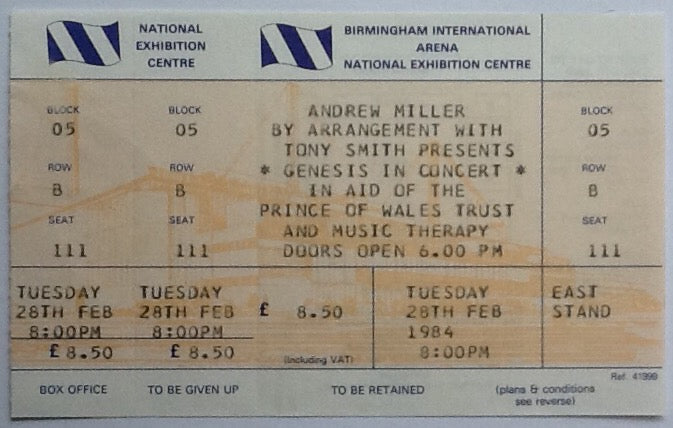 NATIONAL
EXHIBITION
CENTRE
BIRMINGHAM INTERNATIONAL
ARENA
NATIONAL EXHIBITION CENTRE
BLOCK
05
ROW
B
SEAT
111
BLOCK
05
ROW
B
SEAT
111
ANDREW MILLER
BY ARRANGEMENT WITH
TONY SMITH PRESENTS
* GENESIS IN CONCERT *
IN AID OF THE
PRINCE OF WALES TRUST
AND MUSIC THERAPY
DOORS OPEN 6.00 PM
BLOCK
05
ROW
B
SEAT
111
TUESDAY
28TH FEB
8:00PM
£ 8.50
TUESDAY
28TH FEB
8:00PM
£ 8.50
£ 8.50
(including VAT)
TUESDAY
28TH FEB
1984
8:00PM
EAST
STAND
Ref. 41999
BOX OFFICE
TO BE GIVEN UP
TO BE RETAINED
(plans & conditions
see reverse)